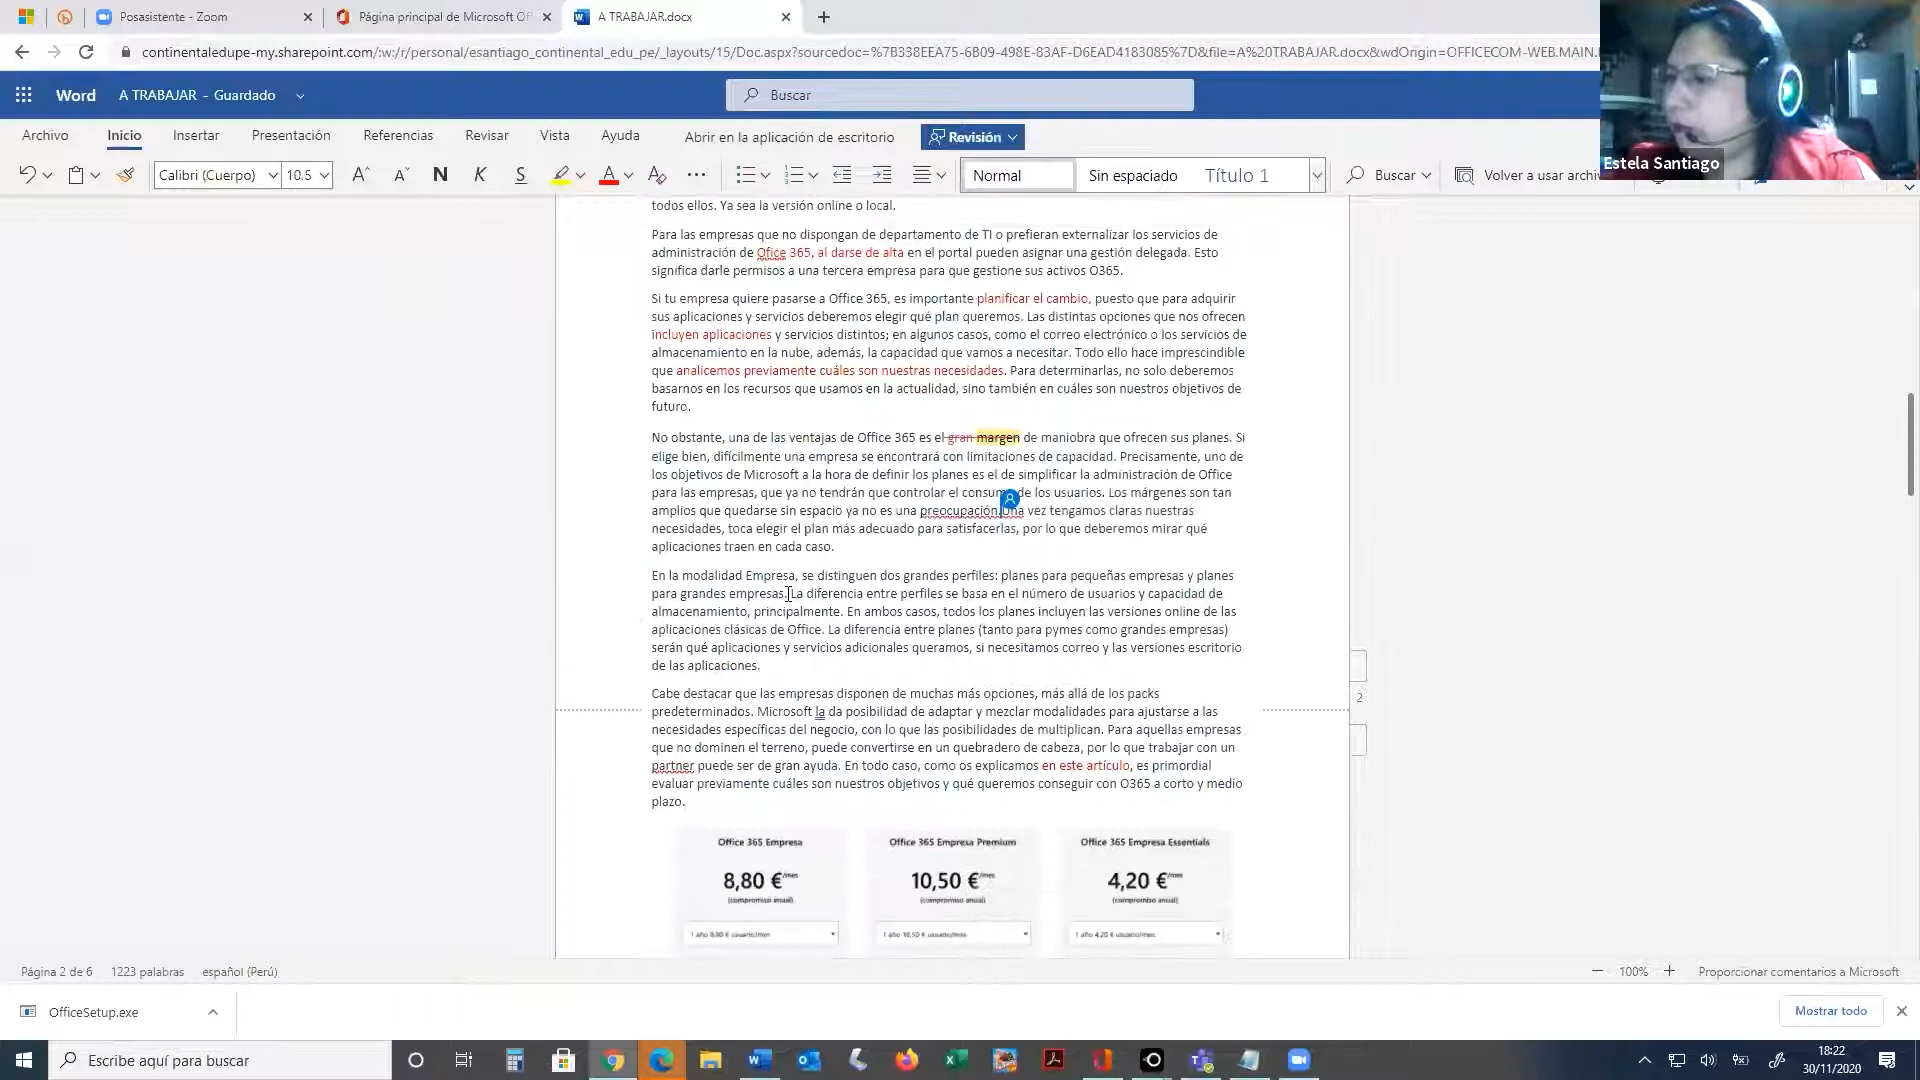 Posasistente - Zoom
Página principal de Microsoft Of
A TRABAJAR.docx
continentaledupe-my.sharepoint.com/:w:/r/personal/esantiago_continental_edu_pe/_layouts/15/Doc.aspx?sourcedoc=%7B338EEA75-6B09-498E-83AF-D6EAD4183085%7D&file=A%20TRABAJAR.docx&wdOrigin=OFFICECOM-WEB.MAIN.
Word A TRABAJAR - Guardado
Buscar
Archivo Inicio Insertar Presentación Referencias Revisar Vista Ayuda Abrir en la aplicación de escritorio Revisión
Estela Santiago
Calibri (Cuerpo) 10.5 N K S A Normal Sin espaciado Título 1 Buscar Volver a usar archi
todos ellos. Ya sea la versión online o local.
Para las empresas que no dispongan de departamento de TI o prefieran externalizar los servicios de
administración de Ofice 365, al darse de alta en el portal pueden asignar una gestión delegada. Esto
significa darle permisos a una tercera empresa para que gestione sus activos O365.
Si tu empresa quiere pasarse a Office 365, es importante planificar el cambio, puesto que para adquirir
sus aplicaciones y servicios deberemos elegir qué plan queremos. Las distintas opciones que nos ofrecen
incluyen aplicaciones y servicios distintos; en algunos casos, como el correo electrónico o los servicios de
almacenamiento en la nube, además, la capacidad que vamos a necesitar. Todo ello hace imprescindible
que analicemos previamente cuáles son nuestras necesidades. Para determinarlas, no solo deberemos
basarnos en los recursos que usamos en la actualidad, sino también en cuáles son nuestros objetivos de
futuro.
No obstante, una de las ventajas de Office 365 es el gran margen de maniobra que ofrecen sus planes. Si
elige bien, difícilmente una empresa se encontrará con limitaciones de capacidad. Precisamente, uno de
los objetivos de Microsoft a la hora de definir los planes es el de simplificar la administración de Office
para las empresas, que ya no tendrán que controlar el consumo de los usuarios. Los márgenes son tan
amplios que quedarse sin espacio ya no es una preocupación.Una vez tengamos claras nuestras
necesidades, toca elegir el plan más adecuado para satisfacerlas, por lo que deberemos mirar qué
aplicaciones traen en cada caso.
En la modalidad Empresa, se distinguen dos grandes perfiles: planes para pequeñas empresas y planes
para grandes empresas. La diferencia entre perfiles se basa en el número de usuarios y capacidad de
almacenamiento, principalmente. En ambos casos, todos los planes incluyen las versiones online de las
aplicaciones clásicas de Office. La diferencia entre planes (tanto para pymes como grandes empresas)
serán qué aplicaciones y servicios adicionales queramos, si necesitamos correo y las versiones escritorio
de las aplicaciones.
Cabe destacar que las empresas disponen de muchas más opciones, más allá de los packs
predeterminados. Microsoft la da posibilidad de adaptar y mezclar modalidades para ajustarse a las
necesidades específicas del negocio, con lo que las posibilidades de multiplican. Para aquellas empresas
que no dominen el terreno, puede convertirse en un quebradero de cabeza, por lo que trabajar con un
partner puede ser de gran ayuda. En todo caso, como os explicamos en este artículo, es primordial
evaluar previamente cuáles son nuestros objetivos y qué queremos conseguir con O365 a corto y medio
plazo.
2
Office 365 Empresa Office 365 Empresa Premium Office 365 Empresa Essentials
8,80 €/mes 10,50 €/mes 4,20 €/mes
(compromiso anual) (compromiso anual) (compromiso anual)
1 año 8,80 € usuario/mes 1 año 10,50 € usuario/mes 1 año 4,20 € usuario/mes
Página 2 de 6 1223 palabras español (Perú) 100% Proporcionar comentarios a Microsoft
OfficeSetup.exe Mostrar todo
Escribe aquí para buscar
18:22
30/11/2020